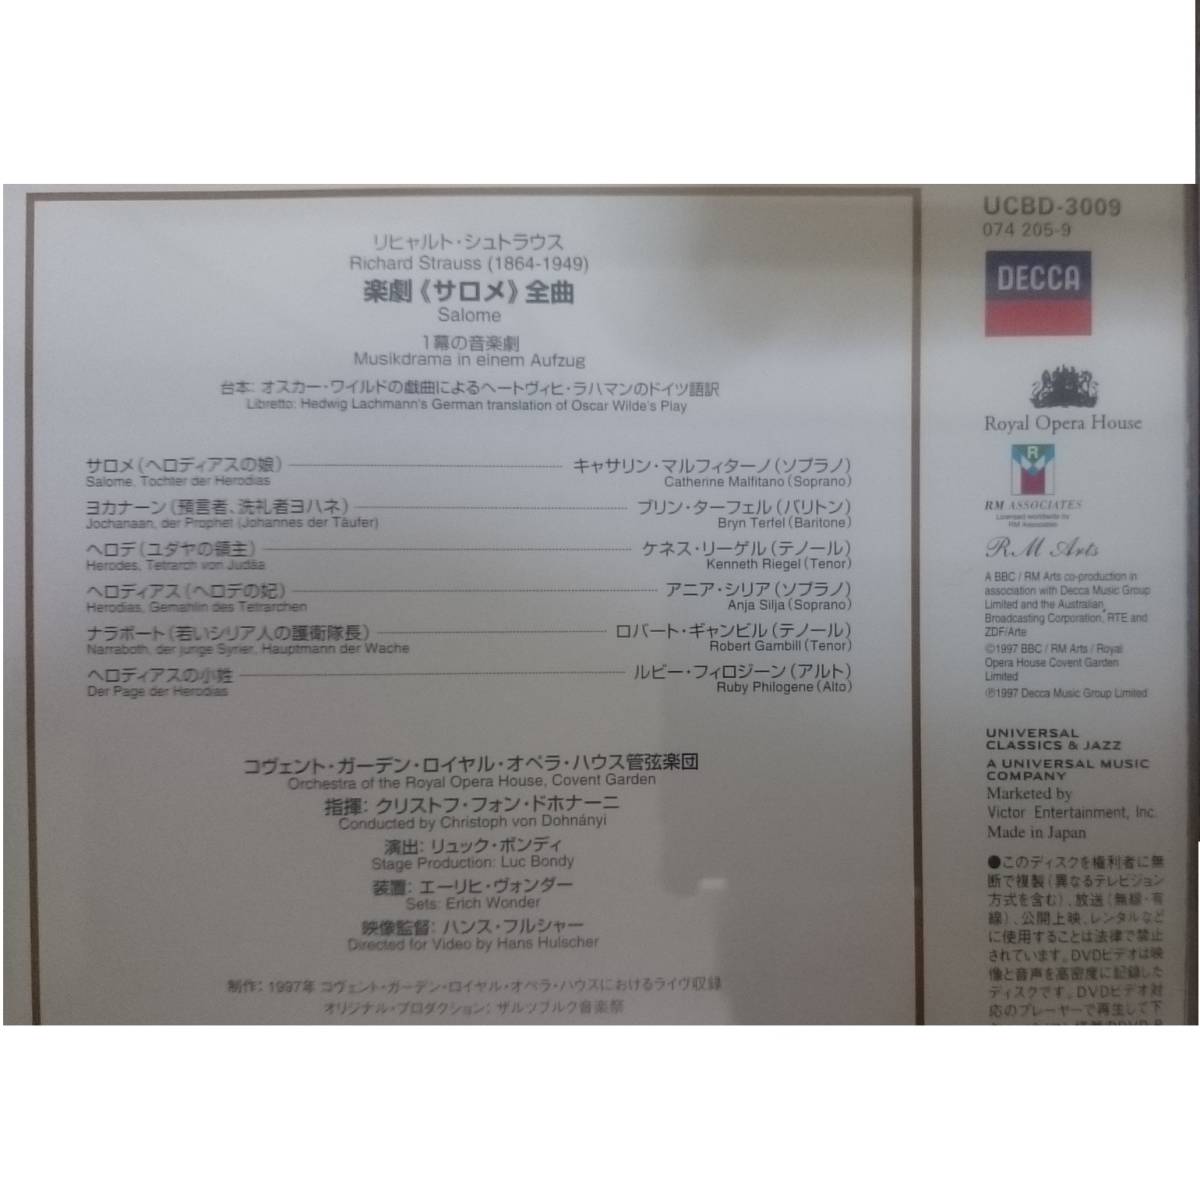 リヒャルト・シュトラウス
Richard Strauss (1864-1949)
楽劇《サロメ》全曲
Salome
1幕の音楽劇
Musikdrama in einem Aufzug
台本: オスカー・ワイルドの戯曲によるヘートヴィヒ・ラハマンのドイツ語訳
Libretto: Hedwig Lachmann's German translation of Oscar Wilde's Play
サロメ(ヘロディアスの娘) キャサリン・マルフィターノ(ソプラノ)
Salome, Tochter der Herodias Catherine Malfitano (Soprano)
ヨカナーン(預言者、洗礼者ヨハネ) ブリン・ターフェル(バリトン)
Jochanaan, der Prophet (Johannes der Täufer) Bryn Terfel (Baritone)
ヘロデ(ユダヤの領主) ケネス・リーゲル(テノール)
Herodes, Tetrarch von Judäa Kenneth Riegel (Tenor)
ヘロディアス(ヘロデの妃) アニア・シリア(ソプラノ)
Herodias, Gemahlin des Tetrarchen Anja Silja (Soprano)
ナラボート(若いシリア人の護衛隊長) ロバート・ギャンビル(テノール)
Narraboth, der junge Syrier, Hauptmann der Wache Robert Gambill (Tenor)
ヘロディアスの小姓 ルビー・フィロジーン(アルト)
Der Page der Herodias Ruby Philogene (Alto)
コヴェント・ガーデン・ロイヤル・オペラ・ハウス管弦楽団
Orchestra of the Royal Opera House, Covent Garden
指揮: クリストフ・フォン・ドホナーニ
Conducted by Christoph von Dohnányi
演出: リュック・ボンディ
Stage Production: Luc Bondy
装置: エーリヒ・ヴォンダー
Sets: Erich Wonder
映像監督: ハンス・フルシャー
Directed for Video by Hans Hulscher
制作: 1997年 コヴェント・ガーデン・ロイヤル・オペラ・ハウスにおけるライヴ収録
オリジナル・プロダクション: ザルツブルク音楽祭
UCBD-3009
074 205-9
DECCA
Royal Opera House
R
M
RM ASSOCIATES
Licensed worldwide by
RM Associates
RM Arts
A BBC / RM Arts co-production in
association with Decca Music Group
Limited and the Australian
Broadcasting Corporation, RTE and
ZDF/Arte
©1997 BBC / RM Arts / Royal
Opera House Covent Garden
Limited
℗1997 Decca Music Group Limited
UNIVERSAL
CLASSICS & JAZZ
A UNIVERSAL MUSIC
COMPANY
Marketed by
Victor Entertainment, Inc.
Made in Japan
●このディスクを権利者に無
断で複製(異なるテレビジョン
方式を含む)、放送(無線・有
線)、公開上映、レンタルなど
に使用することは法律で禁止
されています。DVDビデオは映
像と音声を高密度に記録した
ディスクです。DVDビデオ対
応のプレーヤーで再生して下